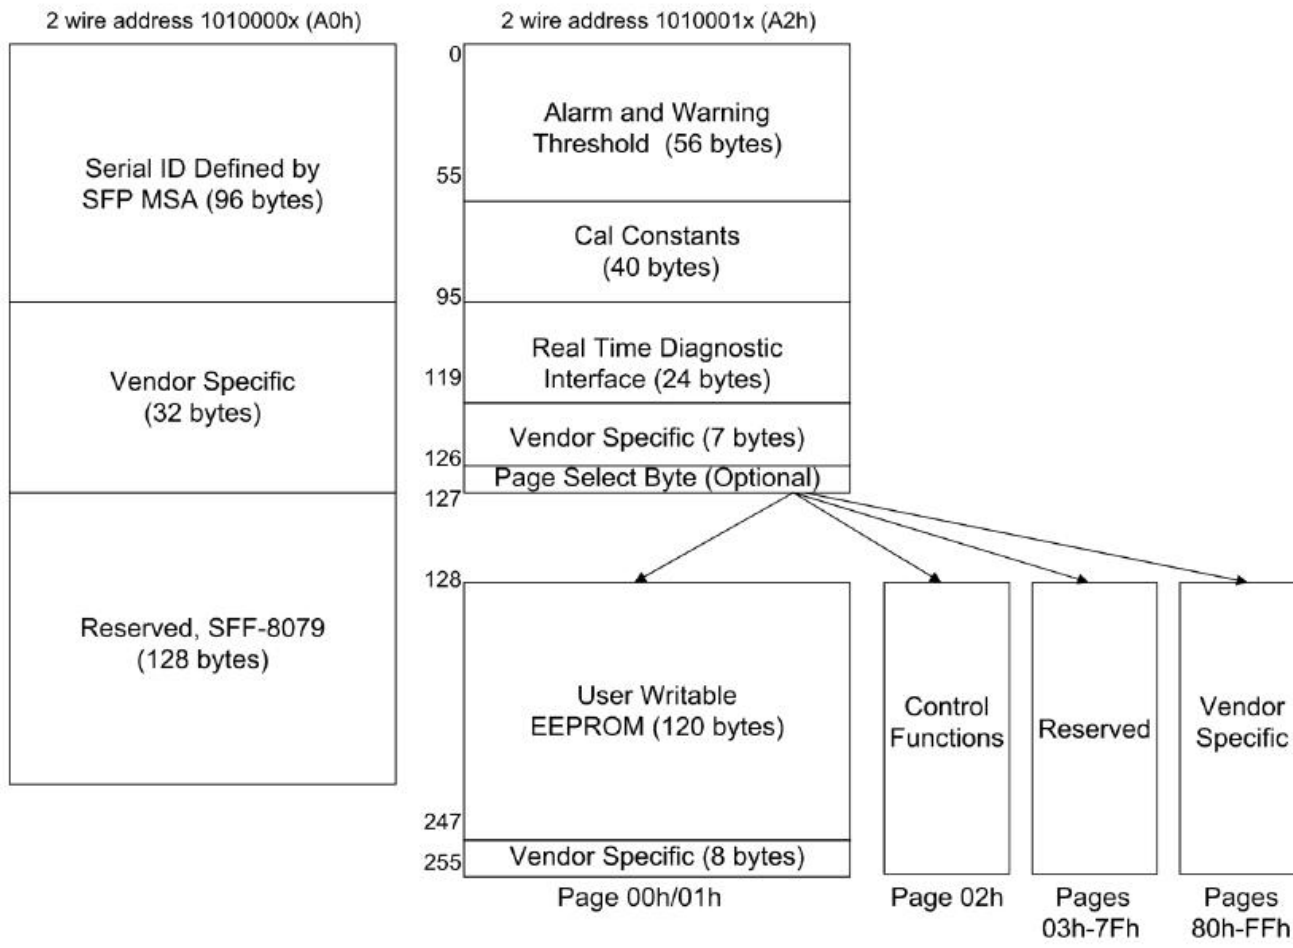 2 wire address 1010000x (A0h)
Serial ID Defined by
SFP MSA (96 bytes)
Vendor Specific
(32 bytes)
Reserved, SFF-8079
(128 bytes)
2 wire address 1010001x (A2h)
0
Alarm and Warning
Threshold (56 bytes)
55
Cal Constants
(40 bytes)
95
Real Time Diagnostic
Interface (24 bytes)
119
Vendor Specific (7 bytes)
126
Page Select Byte (Optional)
127
128
User Writable
EEPROM (120 bytes)
247
Vendor Specific (8 bytes)
255
Page 00h/01h
Control
Functions
Page 02h
Reserved
Pages
03h-7Fh
Vendor
Specific
Pages
80h-FFh